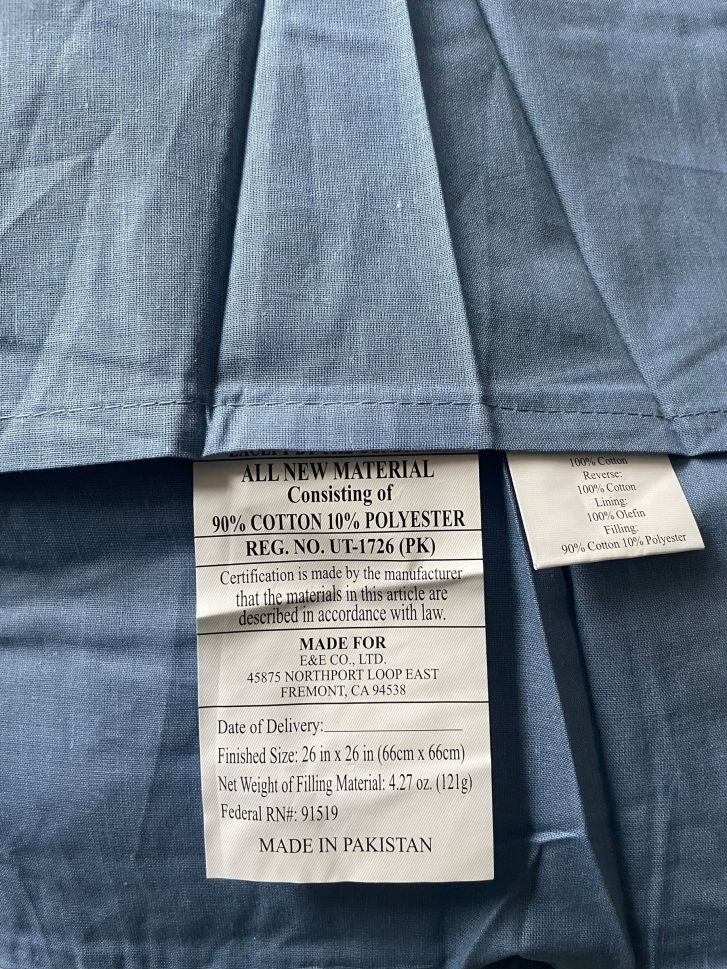 ALL NEW MATERIAL
Consisting of
90% COTTON 10% POLYESTER
REG. NO. UT-1726 (PK)
Certification is made by the manufacturer
that the materials in this article are
described in accordance with law.
MADE FOR
E&E CO., LTD.
45875 NORTHPORT LOOP EAST
FREMONT, CA 94538
Date of Delivery:
Finished Size: 26 in x 26 in (66cm x 66cm)
Net Weight of Filling Material: 4.27 oz. (121g)
Federal RN#: 91519
MADE IN PAKISTAN
100% Cotton
Reverse:
100% Cotton
Lining:
100% Olefin
Filling:
90% Cotton 10% Polyester